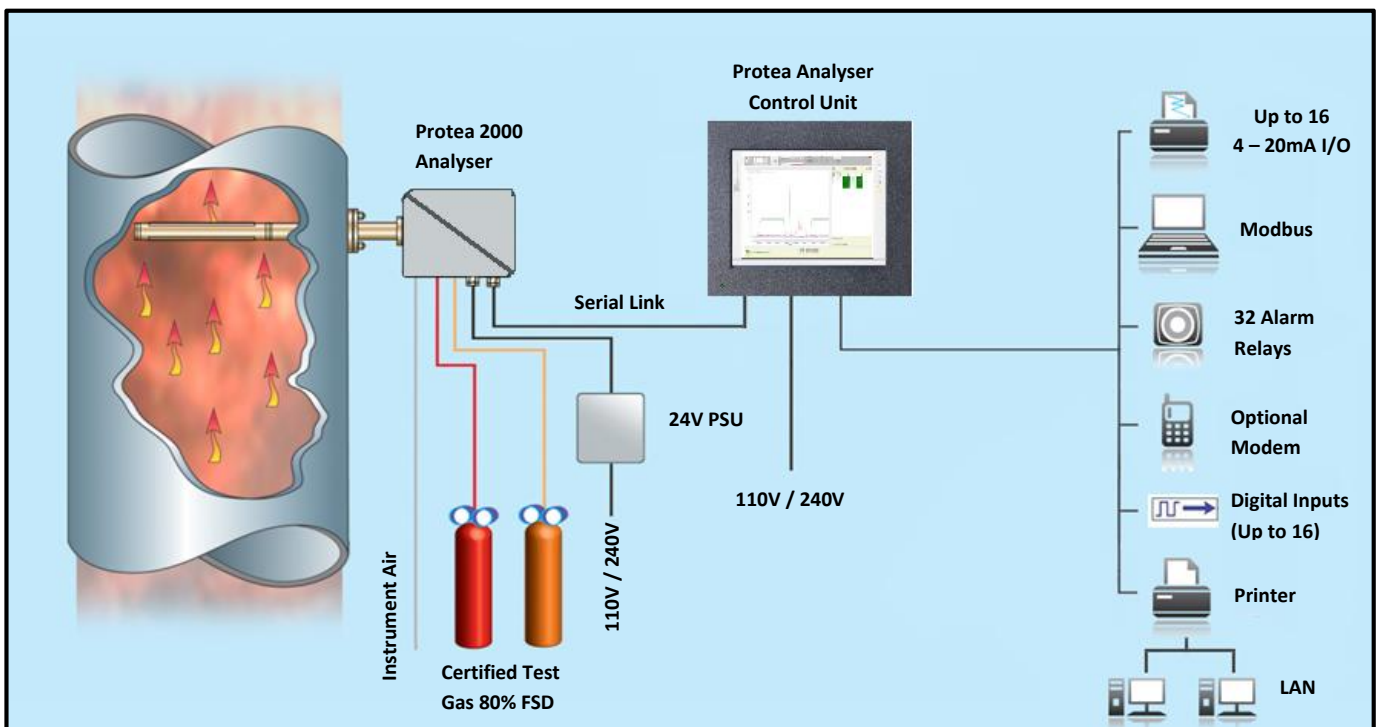 Protea Analyser
Control Unit
Protea 2000
Analyser
Up to 16
4 – 20mA I/O
Modbus
Serial Link
32 Alarm
Relays
24V PSU
Optional
Modem
110V / 240V
110V / 240V
Digital Inputs
(Up to 16)
Instrument Air
Printer
Certified Test
Gas 80% FSD
LAN